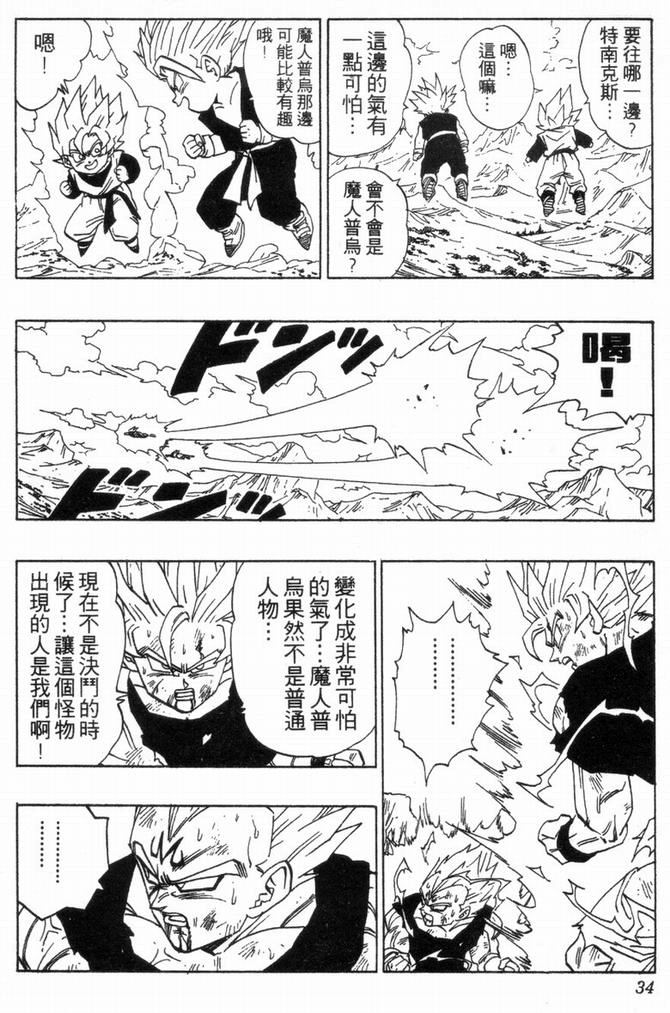 要往哪一邊?
特南克斯…
嗯…
這個嘛…
這邊的氣有
一點可怕…
會不會是
魔人普烏?
魔人普烏那邊
可能比較有趣
哦!
嗯!
喝!
ドンッ
ドンッ
………
………
變化成非常可怕
的氣了…魔人普
烏果然不是普通
人物…
現在不是決鬥的時
候了…讓這個怪物
出現的人是我們啊!
………
………
34